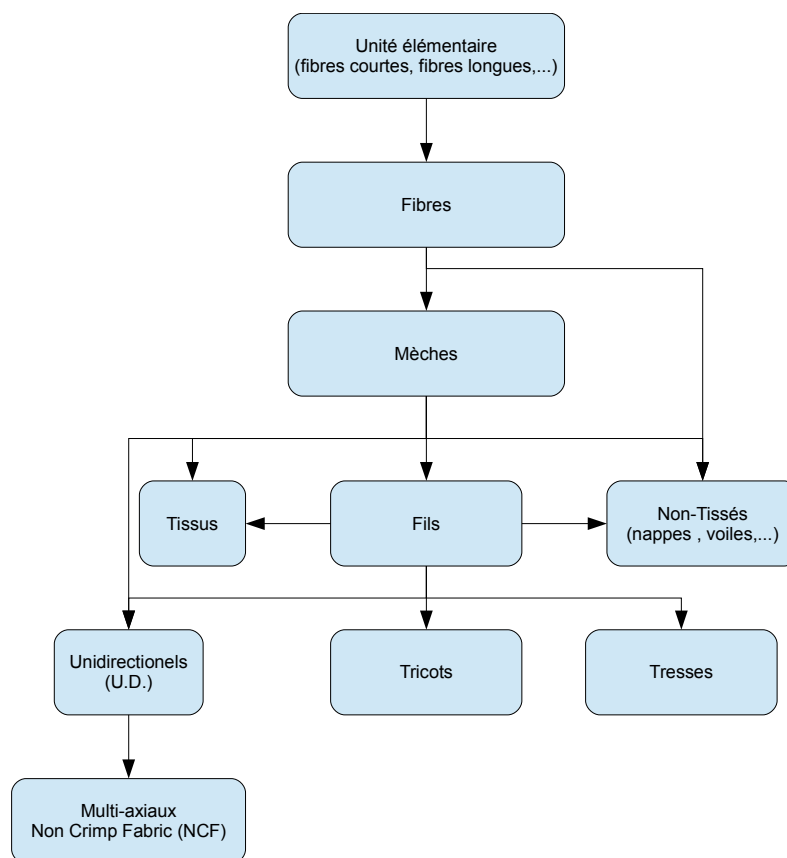 Unité élémentaire
(fibres courtes, fibres longues,...)
Fibres
Mèches
Tissus
Fils
Non-Tissés
(nappes , voiles,...)
Unidirectionels
(U.D.)
Tricots
Tresses
Multi-axiaux
Non Crimp Fabric (NCF)